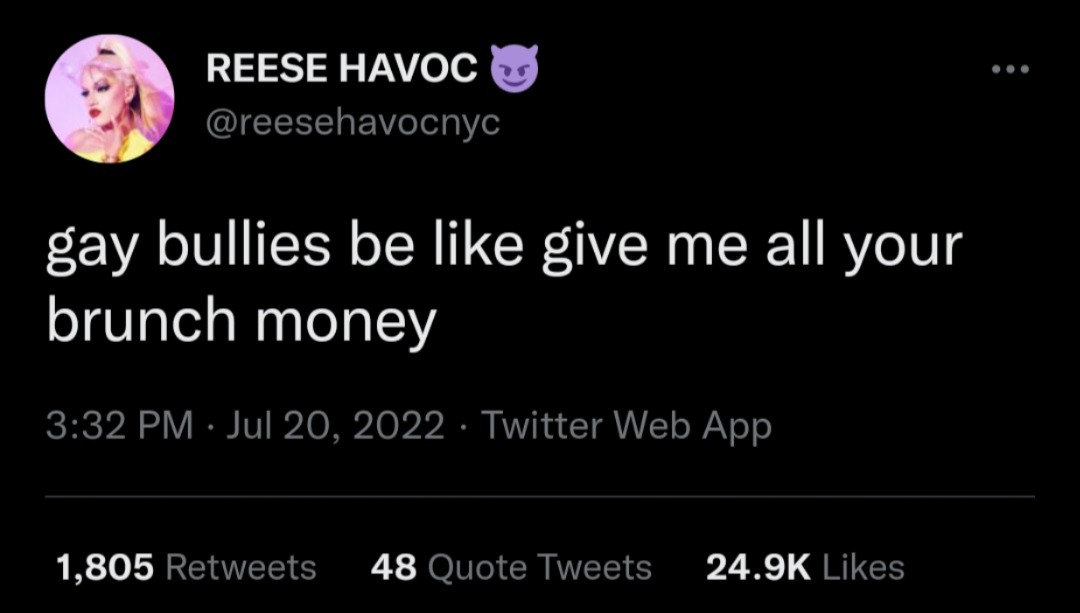 REESE HAVOC 😈
@reesehavocnyc
gay bullies be like give me all your
brunch money
3:32 PM · Jul 20, 2022 · Twitter Web App
1,805 Retweets 48 Quote Tweets 24.9K Likes